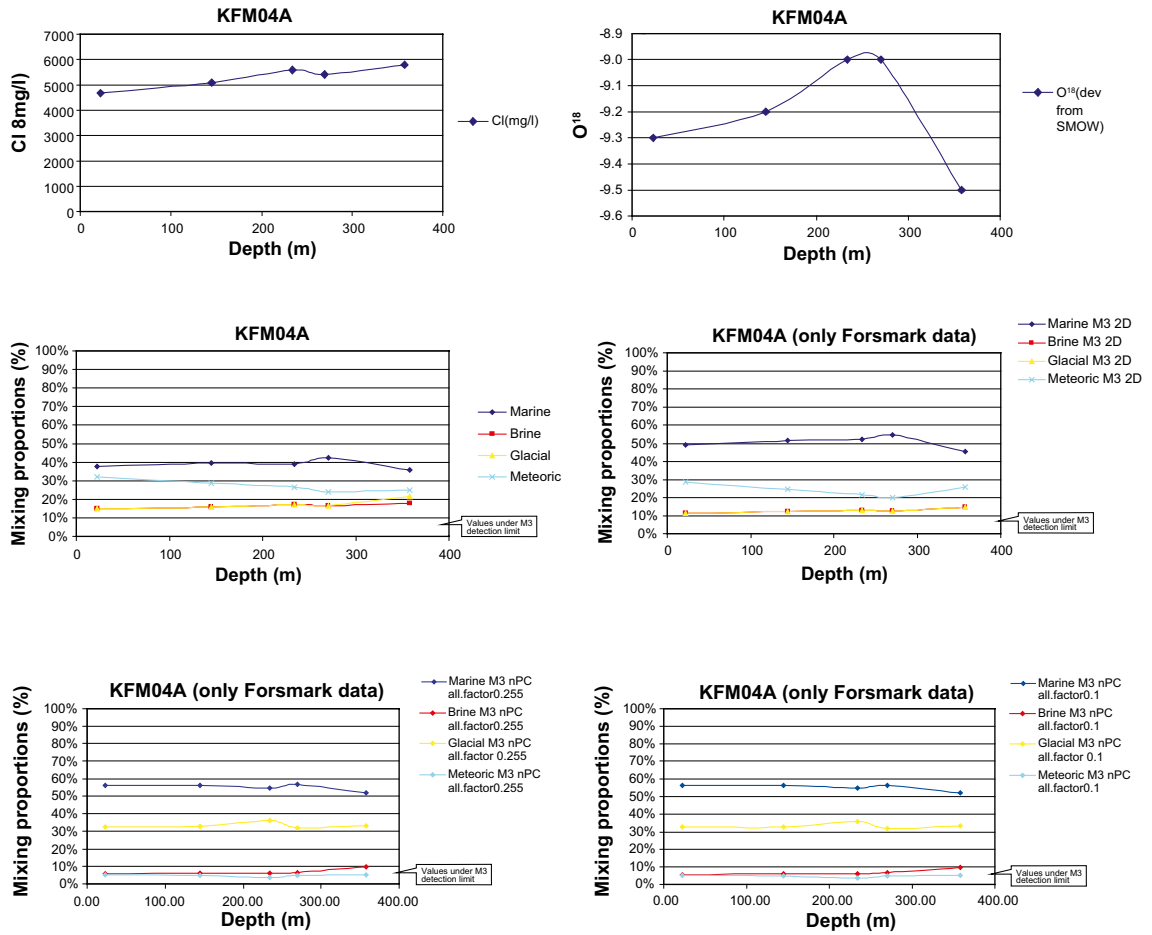 KFM04A
7000
6000
5000
4000
3000
2000
1000
0
0 100 200 300 400
Depth (m)
Cl 8mg/l)
Cl(mg/l)
KFM04A
-8.9
-9.0
-9.1
-9.2
-9.3
-9.4
-9.5
-9.6
0 100 200 300 400
Depth (m)
O¹⁸
O¹⁸(dev
from
SMOW)
KFM04A
100%
90%
80%
70%
60%
50%
40%
30%
20%
10%
0%
0 100 200 300 400
Depth (m)
Mixing proportions (%)
Marine
Brine
Glacial
Meteoric
Values under M3
detection limit
KFM04A (only Forsmark data)
100%
90%
80%
70%
60%
50%
40%
30%
20%
10%
0%
0 100 200 300 400
Depth (m)
Mixing proportions (%)
Marine M3 2D
Brine M3 2D
Glacial M3 2D
Meteoric M3 2D
Values under M3
detection limit
KFM04A (only Forsmark data)
100%
90%
80%
70%
60%
50%
40%
30%
20%
10%
0%
0.00 100.00 200.00 300.00 400.00
Depth (m)
Mixing proportions (%)
Marine M3 nPC
all.factor0.255
Brine M3 nPC
all.factor0.255
Glacial M3 nPC
all.factor 0.255
Meteoric M3 nPC
all.factor0.255
Values under M3
detection limit
KFM04A (only Forsmark data)
100%
90%
80%
70%
60%
50%
40%
30%
20%
10%
0%
0.00 100.00 200.00 300.00 400.00
Depth (m)
Mixing proportions (%)
Marine M3 nPC
all.factor0.1
Brine M3 nPC
all.factor0.1
Glacial M3 nPC
all.factor 0.1
Meteoric M3 nPC
all.factor0.1
Values under M3
detection limit